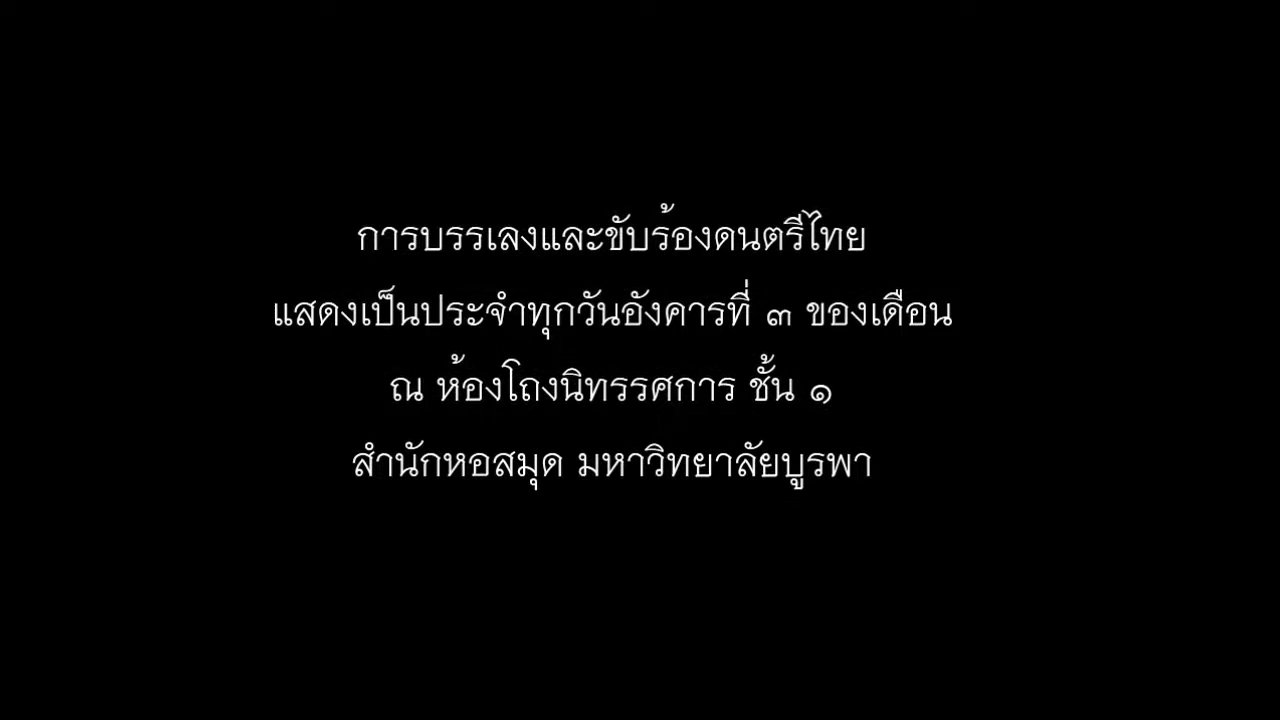 การบรรเลงและขับร้องดนตรีไทย
แสดงเป็นประจำทุกวันอังคารที่ ๓ ของเดือน
ณ ห้องโถงนิทรรศการ ชั้น ๑
สำนักหอสมุด มหาวิทยาลัยบูรพา